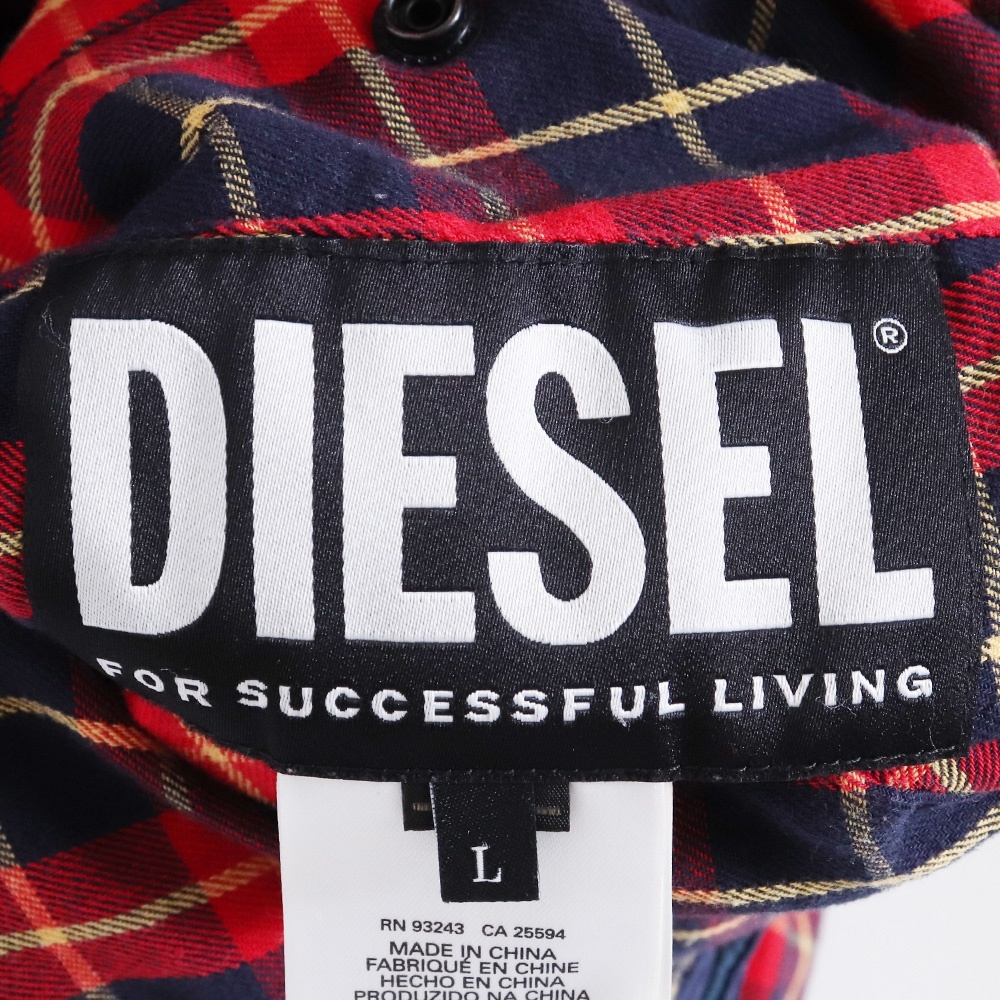 DIESEL®
FOR SUCCESSFUL LIVING
L
RN 93243 CA 25594
MADE IN CHINA
FABRIQUÉ EN CHINE
HECHO EN CHINA
PRODUZIDO NA CHINA